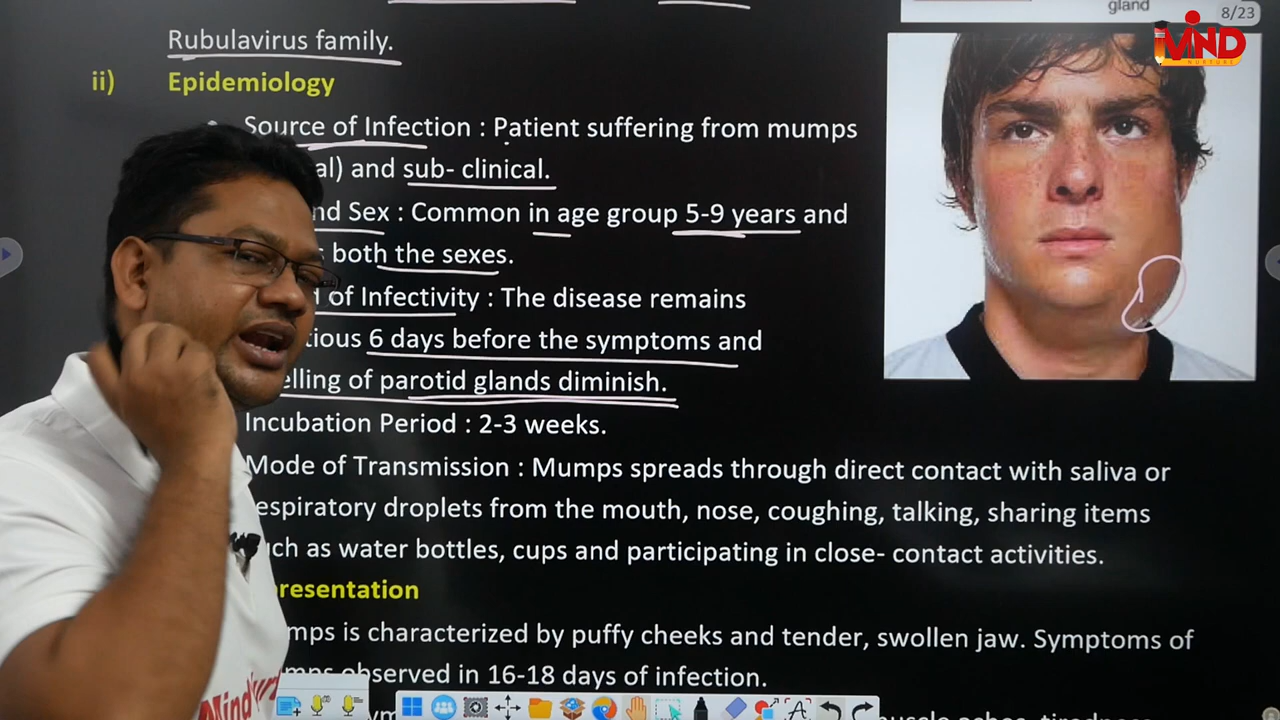 gland
8/23
MIND
NURTURE
Rubulavirus family.
ii) Epidemiology
Source of Infection : Patient suffering from mumps
al) and sub- clinical.
nd Sex : Common in age group 5-9 years and
both the sexes.
of Infectivity : The disease remains
tious 6 days before the symptoms and
elling of parotid glands diminish.
Incubation Period : 2-3 weeks.
Mode of Transmission : Mumps spreads through direct contact with saliva or
espiratory droplets from the mouth, nose, coughing, talking, sharing items
uch as water bottles, cups and participating in close- contact activities.
resentation
mps is characterized by puffy cheeks and tender, swollen jaw. Symptoms of
mps observed in 16-18 days of infection.
Mind